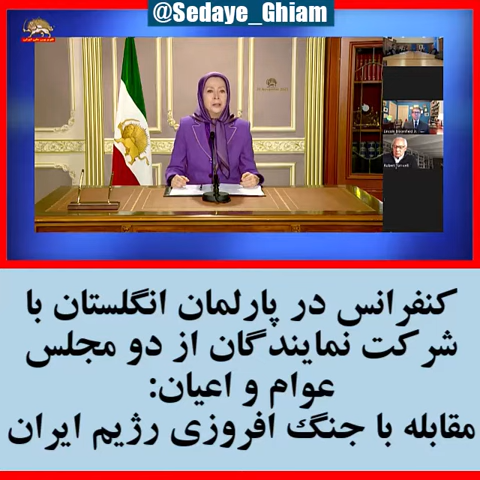 @Sedaye_Ghiam
کنفرانس در پارلمان انگلستان با
شرکت نمایندگان از دو مجلس
عوام و اعیان:
مقابله با جنگ افروزی رژیم ایران